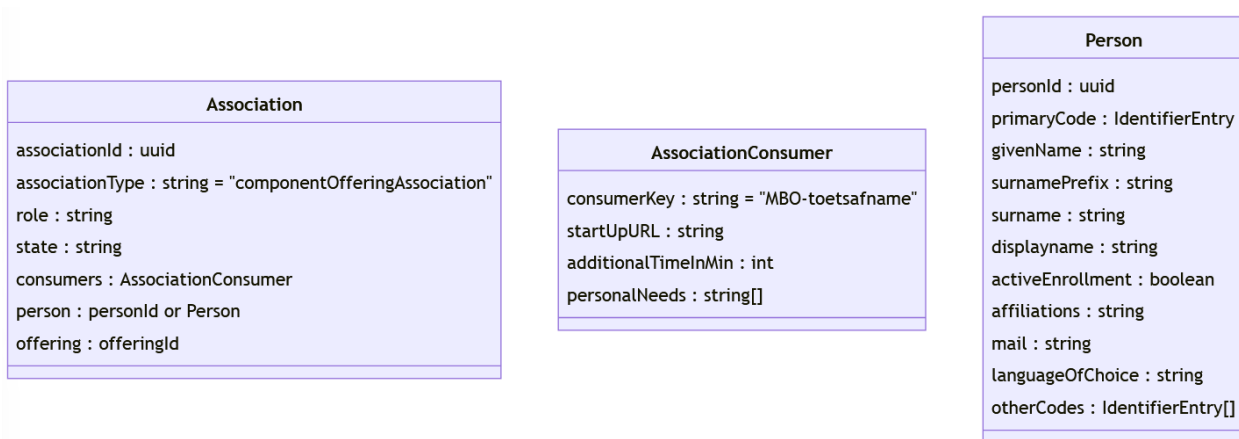 Association
associationId : uuid
associationType : string = "componentOfferingAssociation"
role : string
state : string
consumers : AssociationConsumer
person : personId or Person
offering : offeringId
AssociationConsumer
consumerKey : string = "MBO-toetsafname"
startUpURL : string
additionalTimeInMin : int
personalNeeds : string[]
Person
personId : uuid
primaryCode : IdentifierEntry
givenName : string
surnamePrefix : string
surname : string
displayname : string
activeEnrollment : boolean
affiliations : string
mail : string
languageOfChoice : string
otherCodes : IdentifierEntry[]